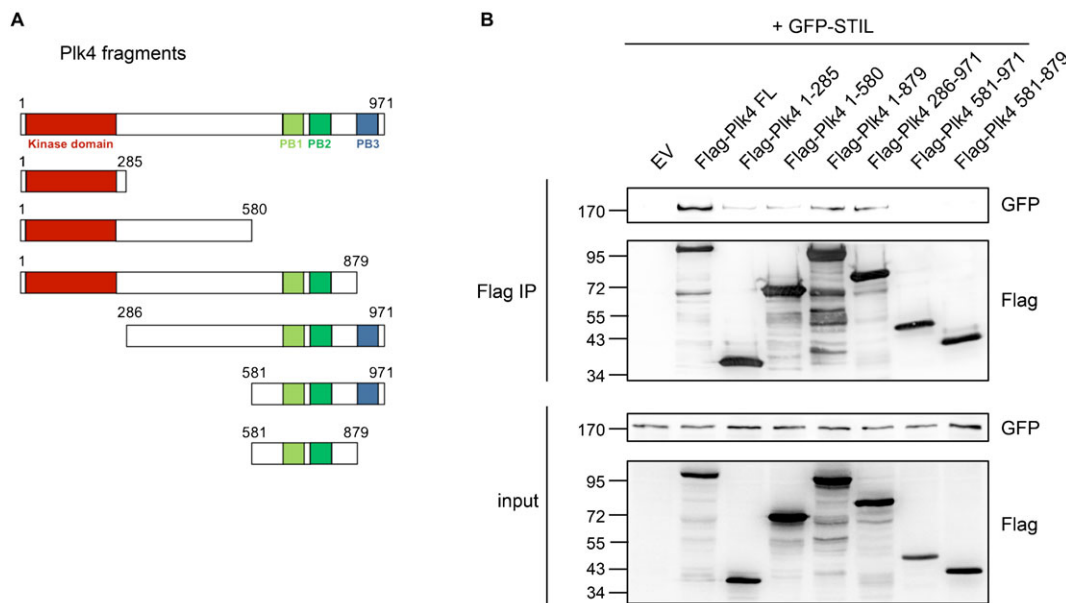 A
Plk4 fragments
1 971
Kinase domain PB1 PB2 PB3
1 285
1 580
1 879
286 971
581 971
581 879
B
+ GFP-STIL
EV
Flag-Plk4 FL
Flag-Plk4 1-285
Flag-Plk4 1-580
Flag-Plk4 1-879
Flag-Plk4 286-971
Flag-Plk4 581-971
Flag-Plk4 581-879
Flag IP
170
GFP
95
72
55
43
34
Flag
input
170
GFP
95
72
55
43
34
Flag